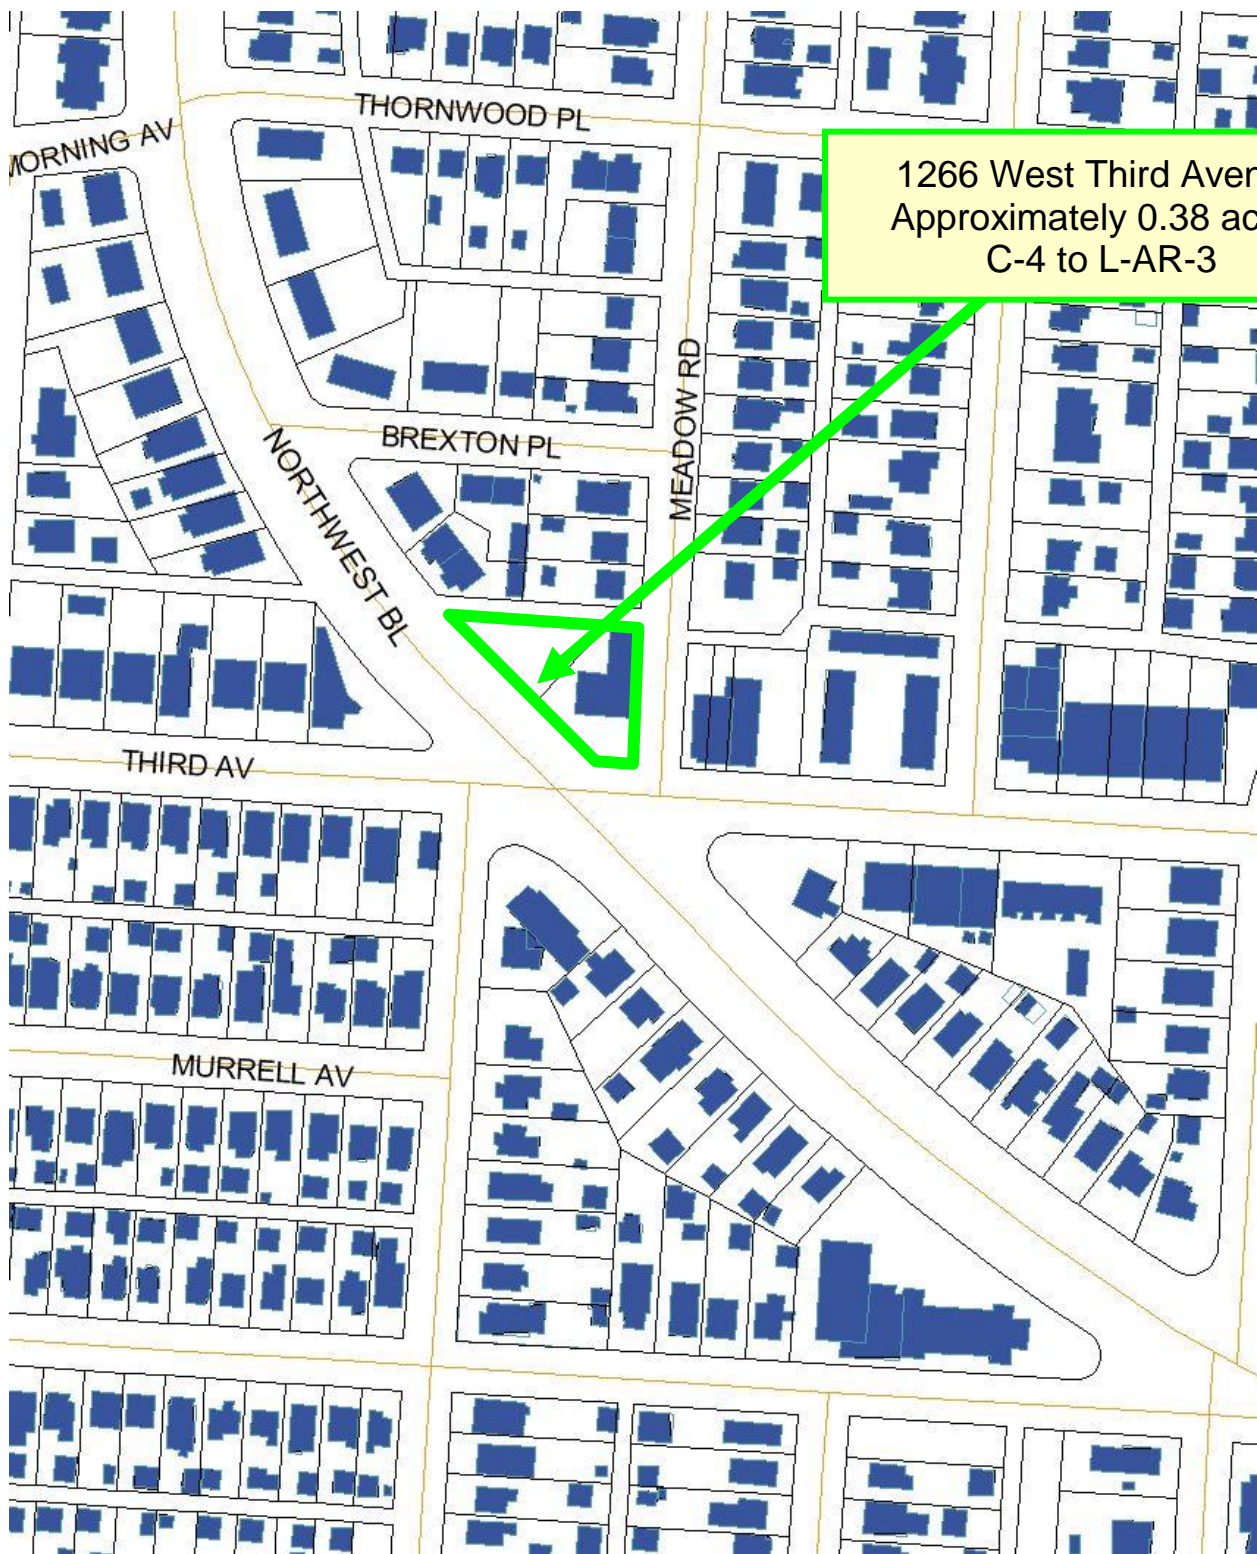 THORNWOOD PL
MORNING AV
1266 West Third Aven
Approximately 0.38 ac
C-4 to L-AR-3
MEADOW RD
BREXTON PL
NORTHWEST BL
THIRD AV
MURRELL AV